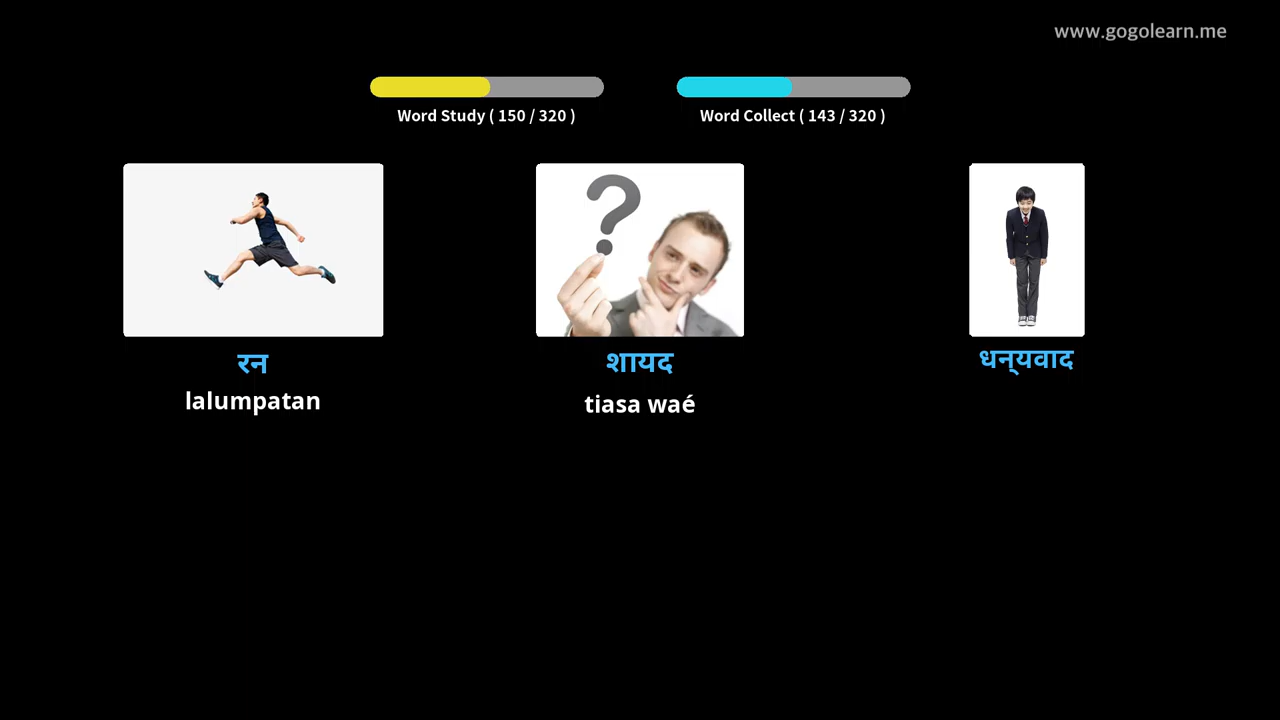 www.gogolearn.me
Word Study ( 150 / 320 )
Word Collect ( 143 / 320 )
रन
lalumpatan
शायद
tiasa waé
धन्‌यवाद